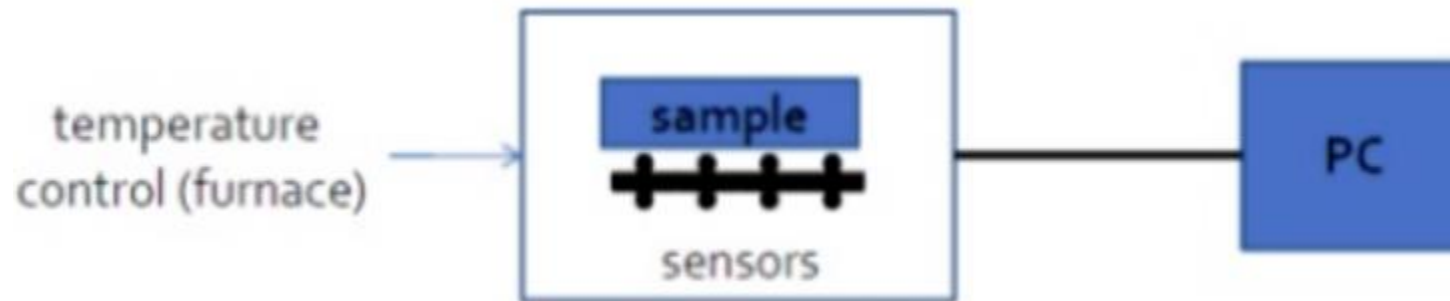 temperature
control (furnace)
sample
sensors
PC